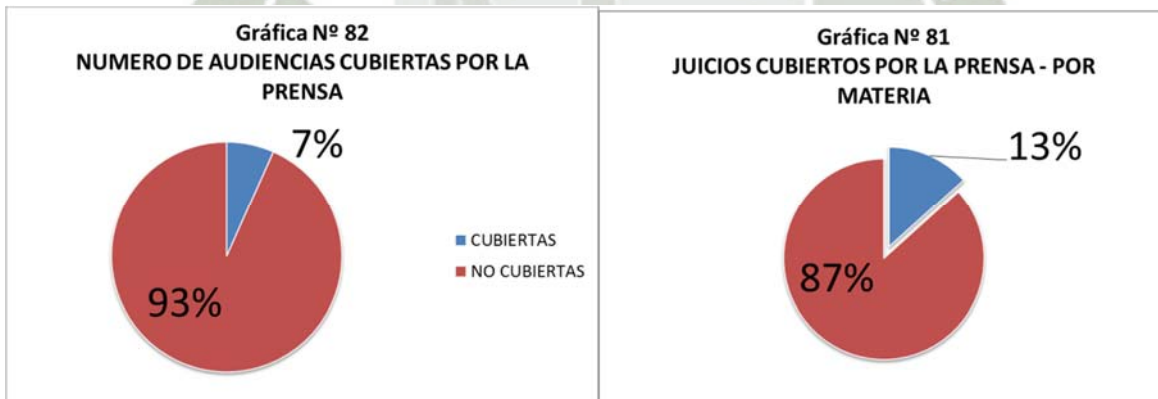 Gráfica Nº 82
NUMERO DE AUDIENCIAS CUBIERTAS POR LA
PRENSA
7%
93%
CUBIERTAS
NO CUBIERTAS
Gráfica Nº 81
JUICIOS CUBIERTOS POR LA PRENSA - POR
MATERIA
13%
87%